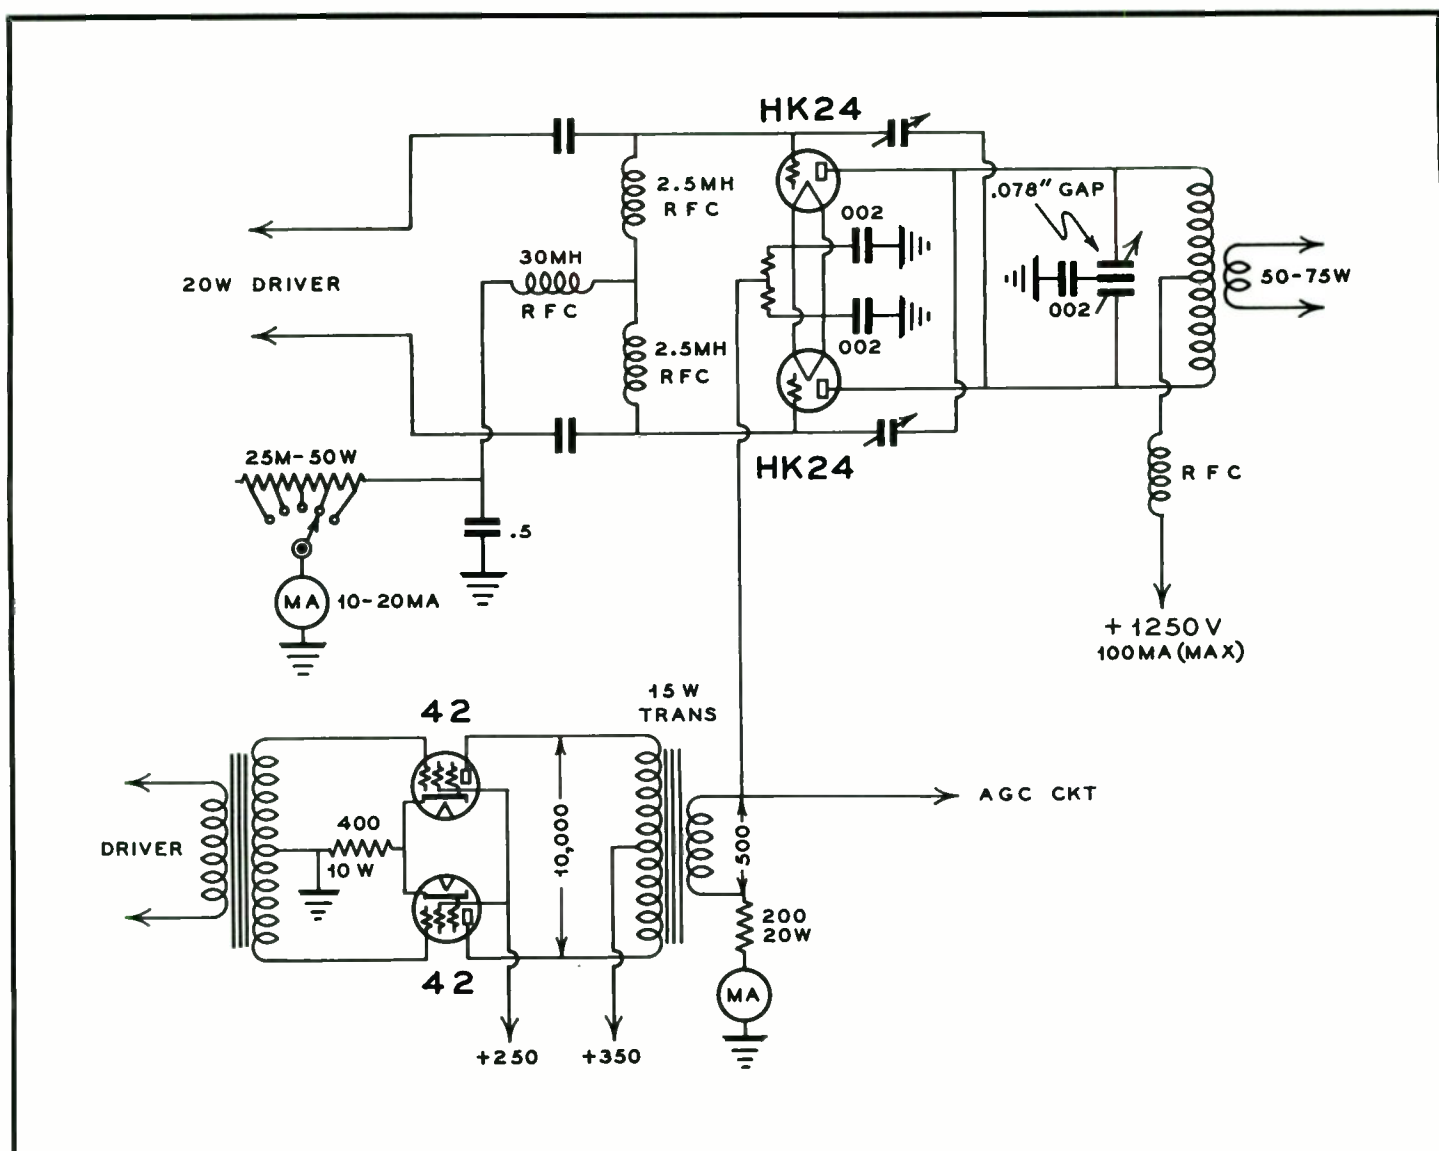 HK24
2.5MH
RFC
002
.078" GAP
30MH
RFC
20W DRIVER
50-75W
002
002
2.5MH
RFC
25M-50W
HK24
RFC
.5
MA
10-20MA
+1250V
100MA(MAX)
15W
TRANS
42
AGC CKT
400
10W
10,000
500
DRIVER
200
20W
42
MA
+250
+350